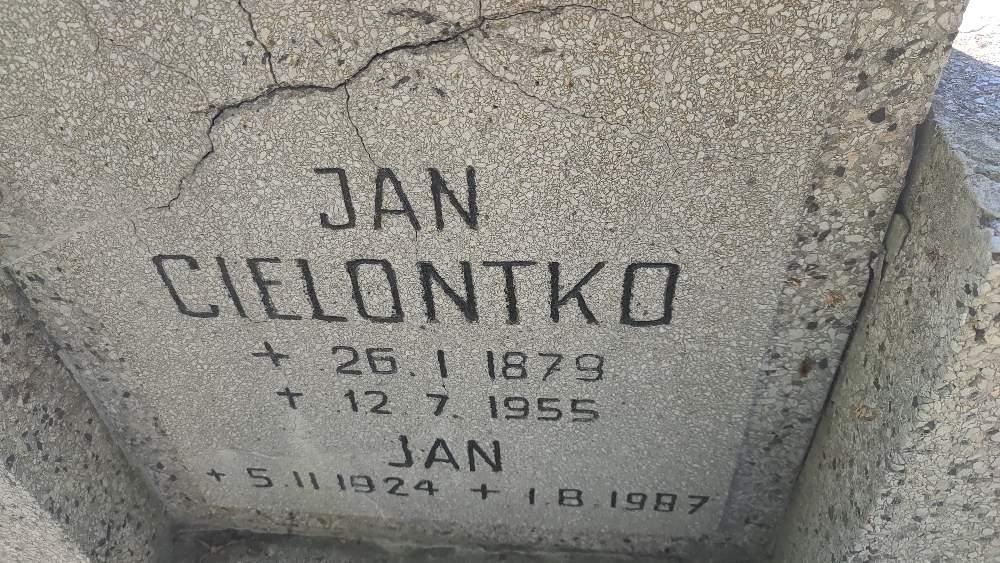 JAN
CIELONTKO
+ 26. 1 1879
+ 12. 7. 1955
JAN
+ 5.11.1924 + 1.8.1987